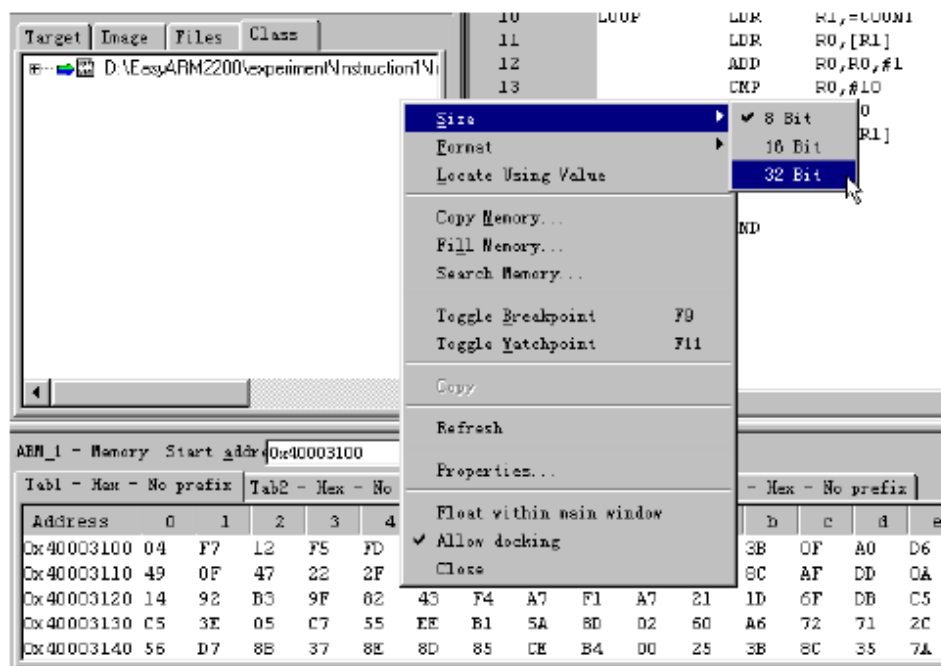 10 LOOP LDR R1,=COUNT
Target Image Files Class
11 LDR R0,[R1]
D:\EasyARM2200\experiment\Instruction1\I
12 ADD R0,R0,#1
13 CMP R0,#10
Size
8 Bit
0
Format
16 Bit
R1]
Locate Using Value
32 Bit
Copy Memory...
ND
Fill Memory...
Search Memory...
Toggle Breakpoint F9
Toggle Watchpoint F11
Copy
Refresh
ARM_1 - Memory Start addre 0x40003100
Properties...
Tab1 - Hex - No prefix Tab2 - Hex - No - Hex - No prefix
Float within main window
Address 0 1 2 3 4 b c d e
Allow docking
0x40003100 04 F7 12 F5 FD 3B 0F A0 D6
Close
0x40003110 49 0F 47 22 2F 8C AF DD 0A
0x40003120 14 92 B3 9F 82 43 F4 A7 F1 A7 21 1D 6F DB C5
0x40003130 C5 3E 05 C7 55 EE B1 5A 8D 02 60 A6 72 71 2C
0x40003140 56 D7 8B 37 8E 8D 85 CE B4 00 25 3B 8C 35 7A